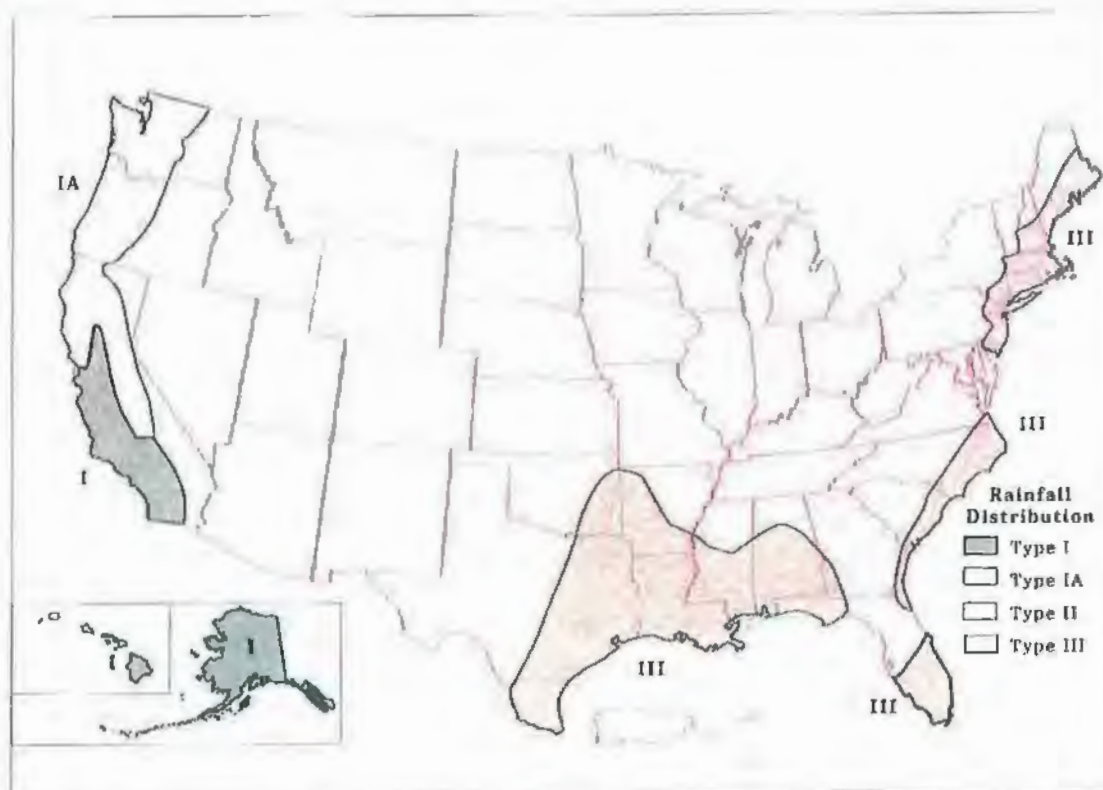 IA
III
III
I
Rainfall
Distribution
Type I
Type IA
Type II
Type III
I
I
III
III